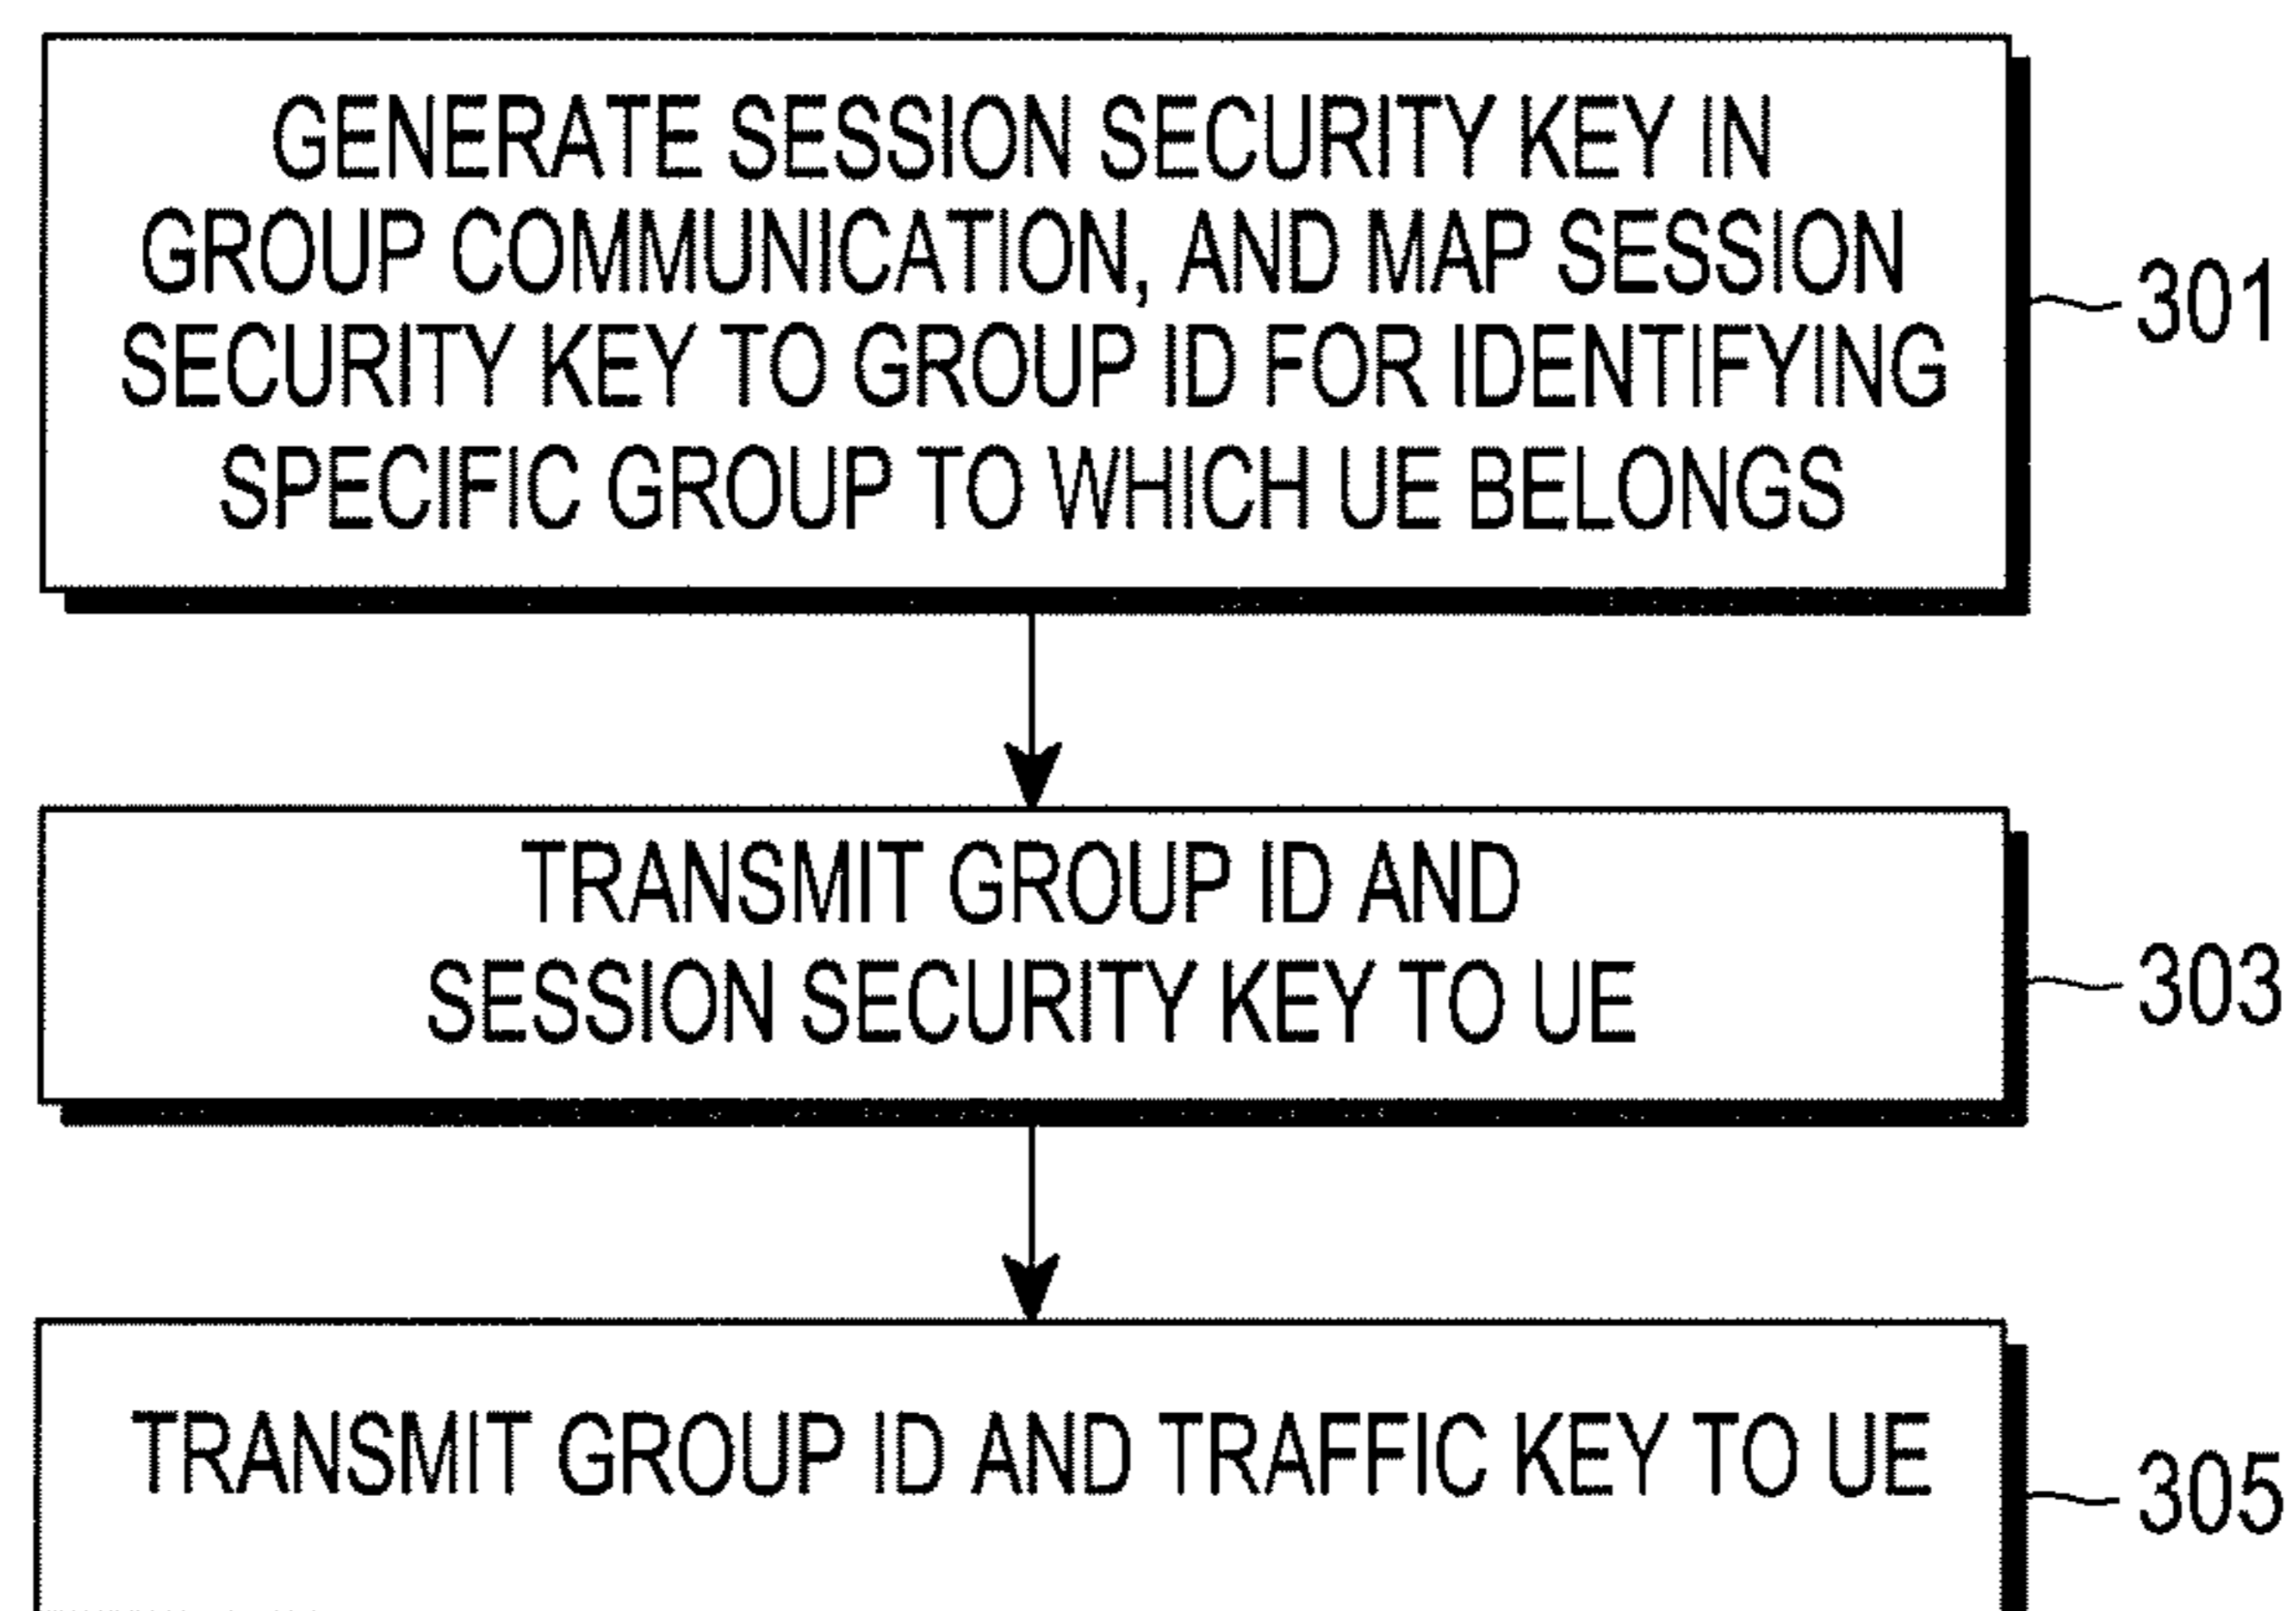 GENERATE SESSION SECURITY KEY IN
GROUP COMMUNICATION, AND MAP SESSION
SECURITY KEY TO GROUP ID FOR IDENTIFYING
SPECIFIC GROUP TO WHICH UE BELONGS
301
TRANSMIT GROUP ID AND
SESSION SECURITY KEY TO UE
303
TRANSMIT GROUP ID AND TRAFFIC KEY TO UE
305